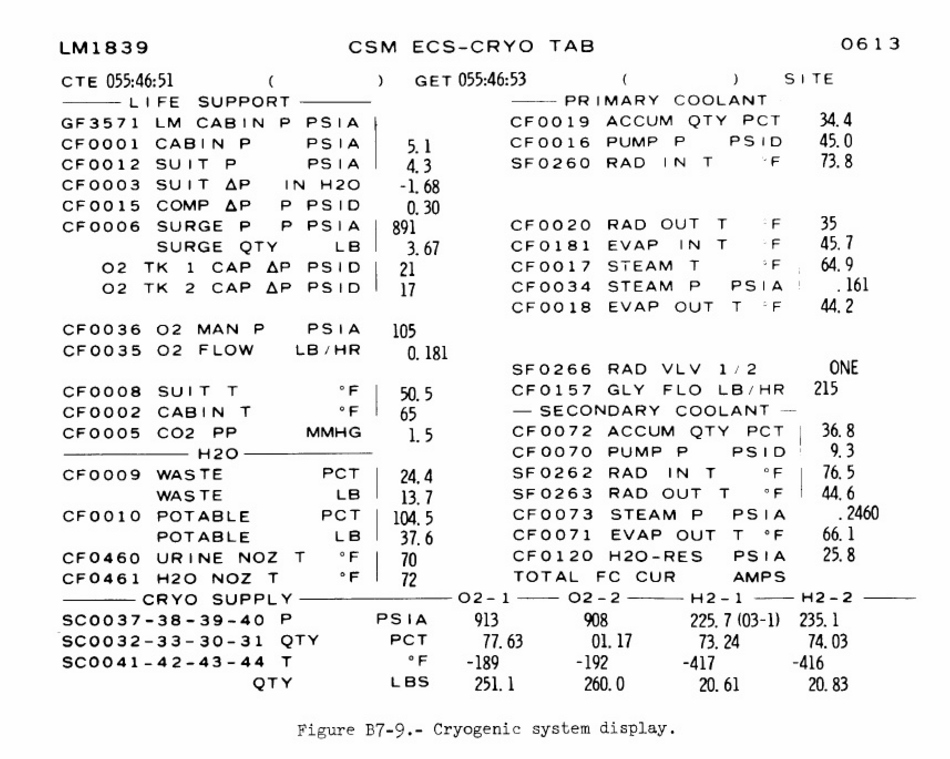 LM1839 CSM ECS-CRYO TAB 0613
CTE 055:46:51 ( ) GET 055:46:53 ( ) SITE
LIFE SUPPORT PRIMARY COOLANT
GF3571 LM CABIN P PSIA CF0019 ACCUM QTY PCT 34.4
CF0001 CABIN P PSIA 5.1 CF0016 PUMP P PSID 45.0
CF0012 SUIT P PSIA 4.3 SF0260 RAD IN T °F 73.8
CF0003 SUIT ΔP IN H2O -1.68
CF0015 COMP ΔP P PSID 0.30
CF0006 SURGE P P PSIA 891 CF0020 RAD OUT T °F 35
SURGE QTY LB 3.67 CF0181 EVAP IN T °F 45.7
O2 TK 1 CAP ΔP PSID 21 CF0017 STEAM T °F 64.9
O2 TK 2 CAP ΔP PSID 17 CF0034 STEAM P PSIA .161
CF0018 EVAP OUT T °F 44.2
CF0036 O2 MAN P PSIA 105
CF0035 O2 FLOW LB/HR 0.181
SF0266 RAD VLV 1/2 ONE
CF0008 SUIT T °F 50.5 CF0157 GLY FLO LB/HR 215
CF0002 CABIN T °F 65 — SECONDARY COOLANT —
CF0005 CO2 PP MMHG 1.5 CF0072 ACCUM QTY PCT 36.8
H2O CF0070 PUMP P PSID 9.3
CF0009 WASTE PCT 24.4 SF0262 RAD IN T °F 76.5
WASTE LB 13.7 SF0263 RAD OUT T °F 44.6
CF0010 POTABLE PCT 104.5 CF0073 STEAM P PSIA .2460
POTABLE LB 37.6 CF0071 EVAP OUT T °F 66.1
CF0460 URINE NOZ T °F 70 CF0120 H2O-RES PSIA 25.8
CF0461 H2O NOZ T °F 72 TOTAL FC CUR AMPS
CRYO SUPPLY O2-1 O2-2 H2-1 H2-2
SC0037-38-39-40 P PSIA 913 908 225.7 (03-1) 235.1
SC0032-33-30-31 QTY PCT 77.63 01.17 73.24 74.03
SC0041-42-43-44 T °F -189 -192 -417 -416
QTY LBS 251.1 260.0 20.61 20.83
Figure B7-9.- Cryogenic system display.